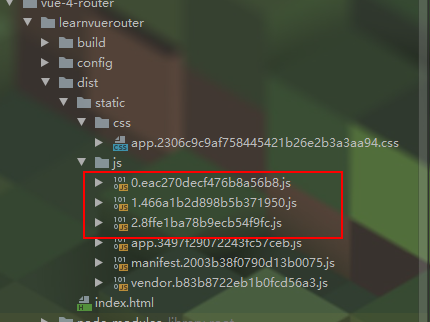 vue-4-router
learnvuerouter
build
config
dist
static
css
app.2306c9c9af758445421b26e2b3a3aa94.css
js
0.eac270decf476b8a56b8.js
1.466a1b2d898b5b371950.js
2.8ffe1ba78b9ecb54f9fc.js
app.3497f29072243fc57ceb.js
manifest.2003b38f0790d13b0075.js
vendor.b83b8722eb1b0fcd56a3.js
index.html